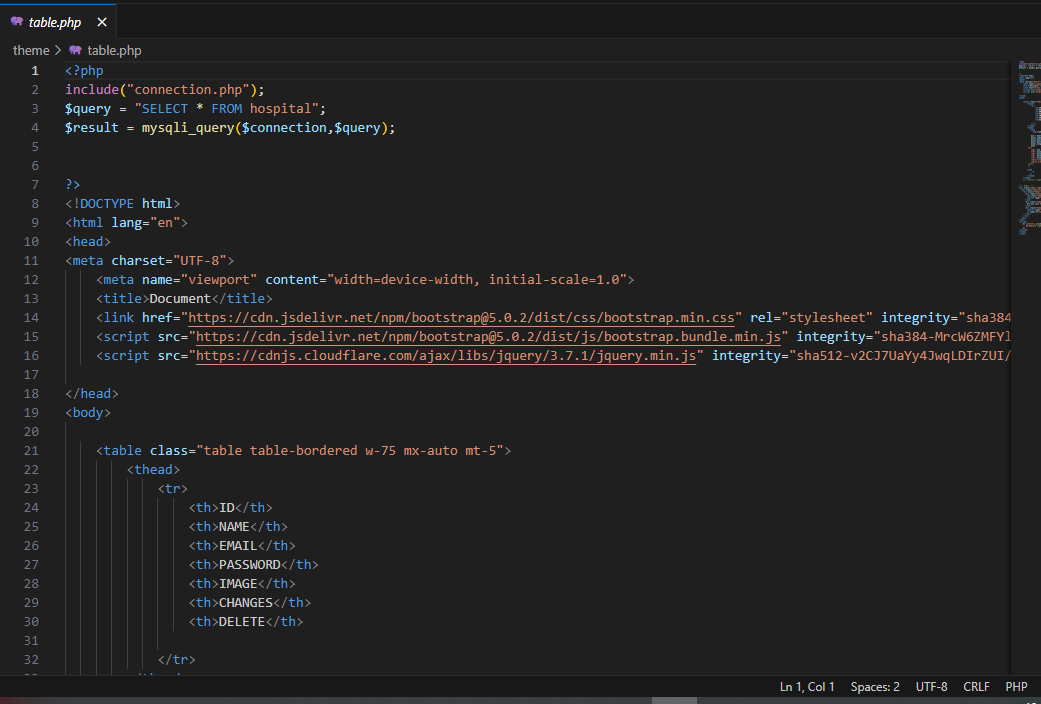 table.php
theme > table.php
1 <?php
2 include("connection.php");
3 $query = "SELECT * FROM hospital";
4 $result = mysqli_query($connection,$query);
5
6
7 ?>
8 <!DOCTYPE html>
9 <html lang="en">
10 <head>
11 <meta charset="UTF-8">
12 <meta name="viewport" content="width=device-width, initial-scale=1.0">
13 <title>Document</title>
14 <link href="https://cdn.jsdelivr.net/npm/bootstrap@5.0.2/dist/css/bootstrap.min.css" rel="stylesheet" integrity="sha384
15 <script src="https://cdn.jsdelivr.net/npm/bootstrap@5.0.2/dist/js/bootstrap.bundle.min.js" integrity="sha384-MrcW6ZMFYl
16 <script src="https://cdnjs.cloudflare.com/ajax/libs/jquery/3.7.1/jquery.min.js" integrity="sha512-v2CJ7UaYy4JwqLDIrZUI/
17
18 </head>
19 <body>
20
21 <table class="table table-bordered w-75 mx-auto mt-5">
22 <thead>
23 <tr>
24 <th>ID</th>
25 <th>NAME</th>
26 <th>EMAIL</th>
27 <th>PASSWORD</th>
28 <th>IMAGE</th>
29 <th>CHANGES</th>
30 <th>DELETE</th>
31
32 </tr>
Ln 1, Col 1 Spaces: 2 UTF-8 CRLF PHP